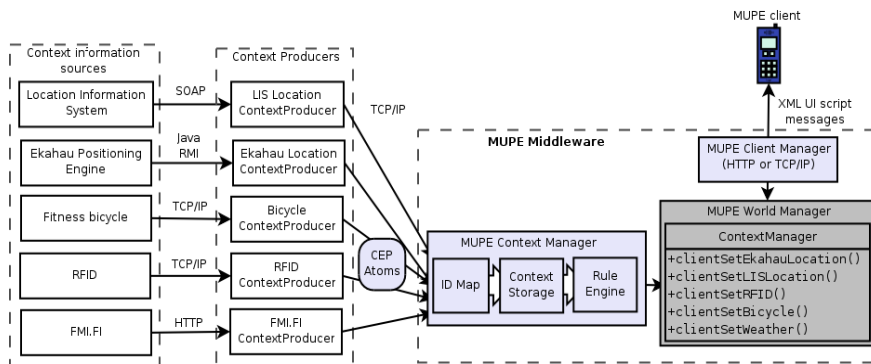 MUPE client
Context information
sources
Context Producers
Location Information
System
SOAP
LIS Location
ContextProducer
TCP/IP
XML UI script
messages
Ekahau Positioning
Engine
Java
RMI
Ekahau Location
ContextProducer
MUPE Middleware
MUPE Client Manager
(HTTP or TCP/IP)
Fitness bicycle
TCP/IP
Bicycle
ContextProducer
MUPE World Manager
ContextManager
+clientSetEkahauLocation()
+clientSetLISLocation()
+clientSetRFID()
+clientSetBicycle()
+clientSetWeather()
CEP
Atoms
MUPE Context Manager
ID Map
Context
Storage
Rule
Engine
RFID
TCP/IP
RFID
ContextProducer
FMI.FI
HTTP
FMI.FI
ContextProducer